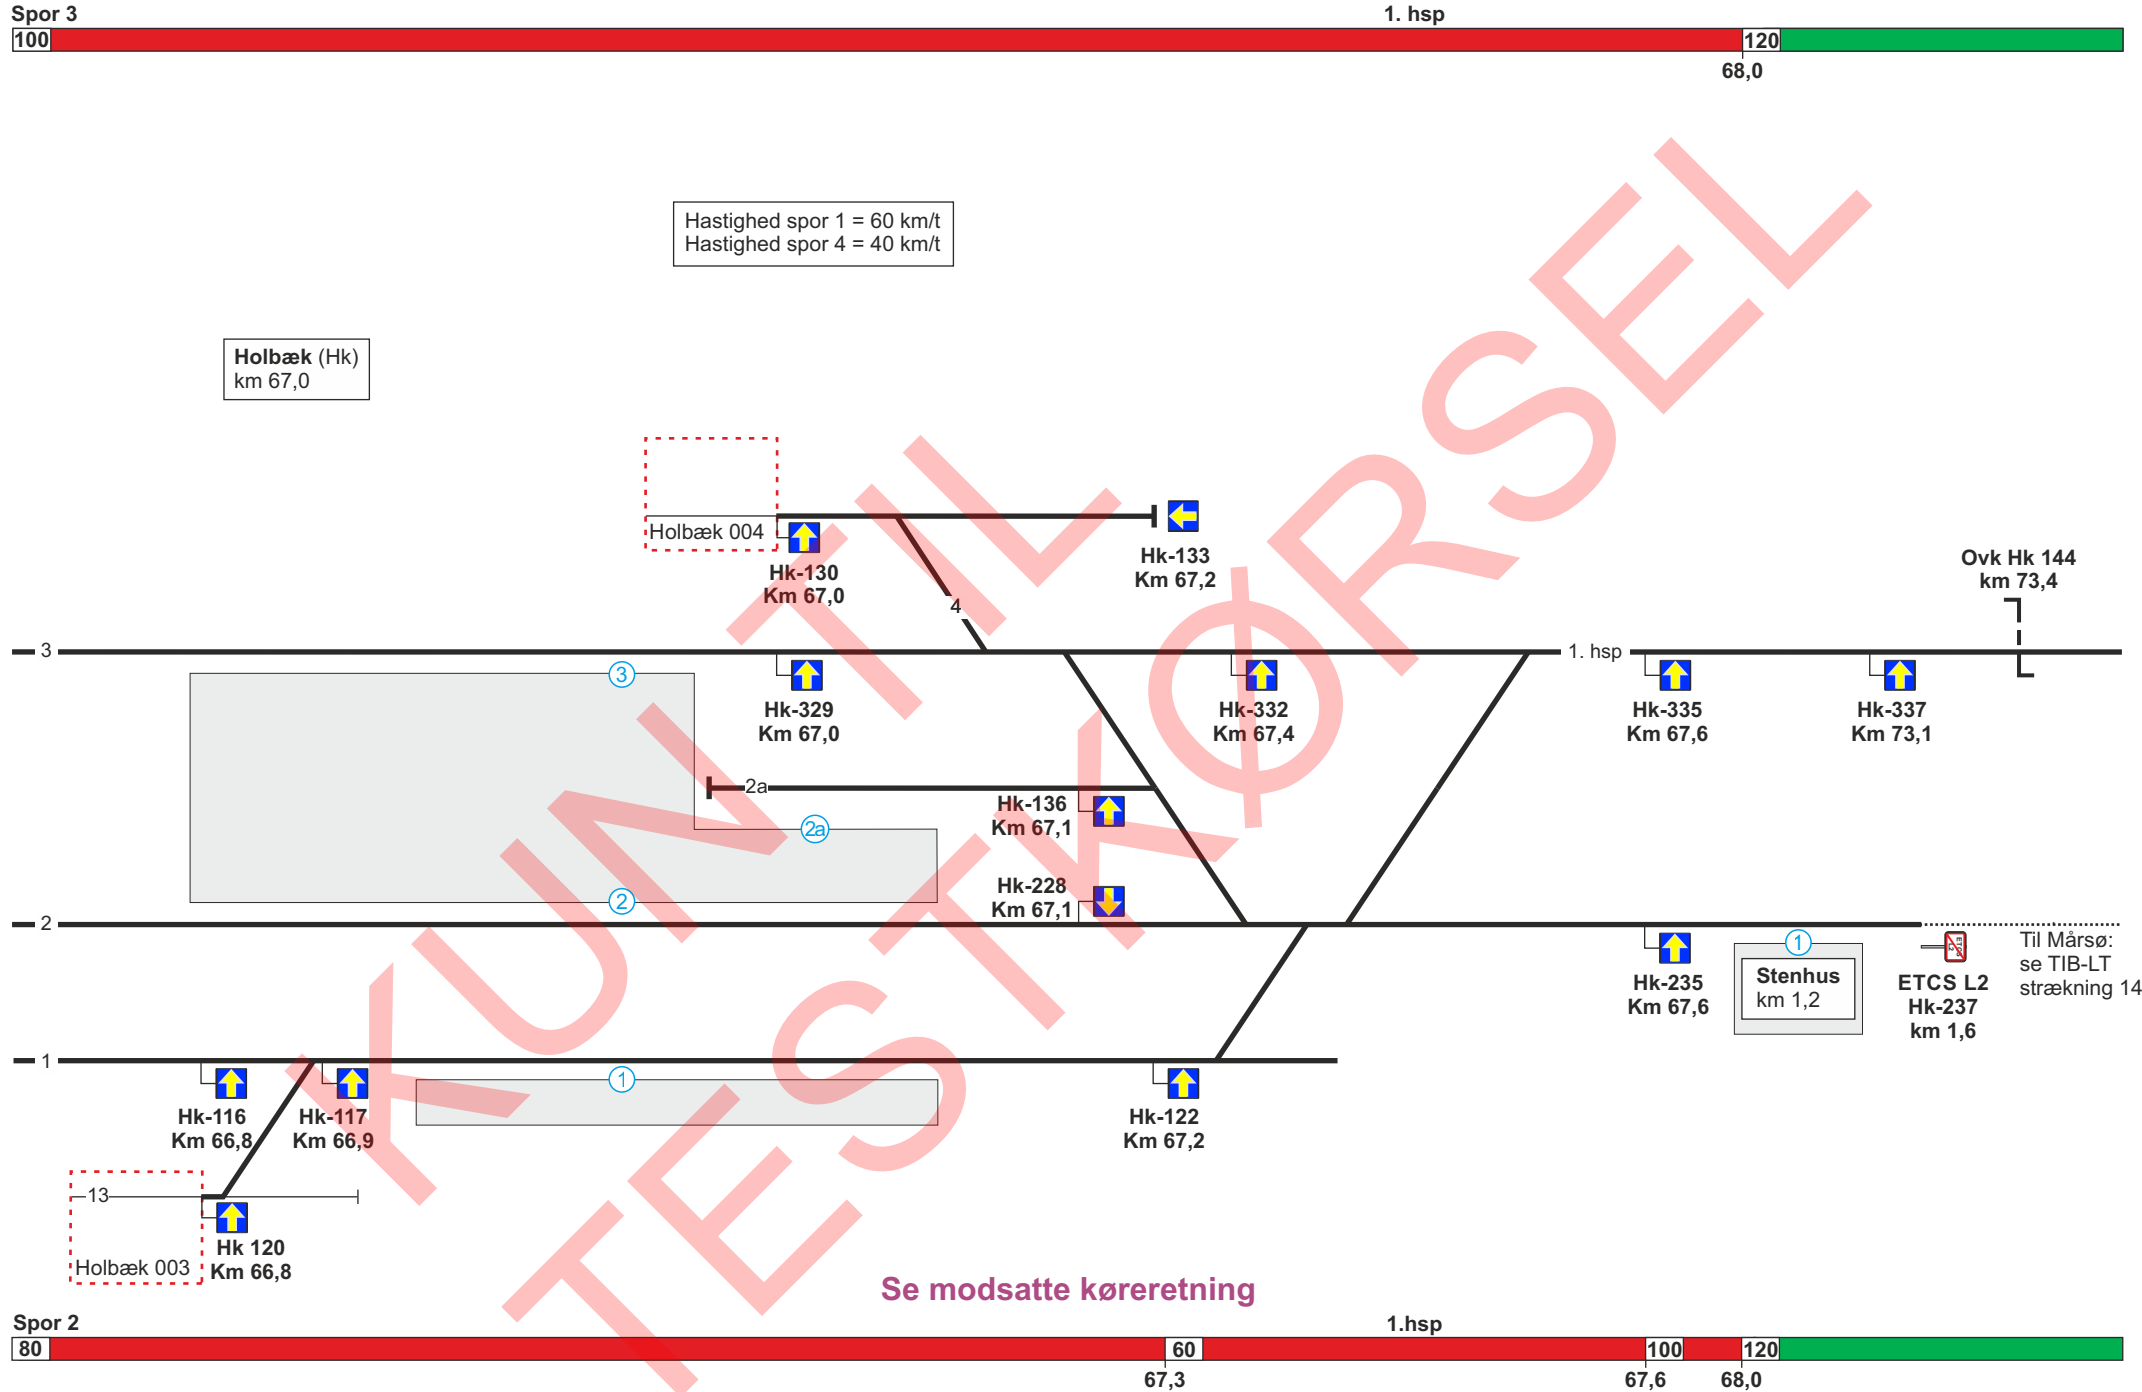 Spor 3
1. hsp
100
120
68,0
Hastighed spor 1 = 60 km/t
Hastighed spor 4 = 40 km/t
Holbæk (Hk)
km 67,0
Holbæk 004
Hk-130
Km 67,0
Hk-133
Km 67,2
4
Ovk Hk 144
km 73,4
3
1. hsp
3
Hk-329
Km 67,0
Hk-332
Km 67,4
Hk-335
Km 67,6
Hk-337
Km 73,1
2a
Hk-136
Km 67,1
2a
Hk-228
Km 67,1
2
2
Hk-235
Km 67,6
1
Stenhus
km 1,2
ETCS L2
ETCS L2
Hk-237
km 1,6
Til Mårsø:
se TIB-LT
strækning 14
1
1
Hk-116
Km 66,8
Hk-117
Km 66,9
Hk-122
Km 67,2
13
Holbæk 003
Hk 120
Km 66,8
KUN TIL
TESTKØRSEL
Se modsatte køreretning
Spor 2
1.hsp
80
60
100
120
67,3
67,6
68,0